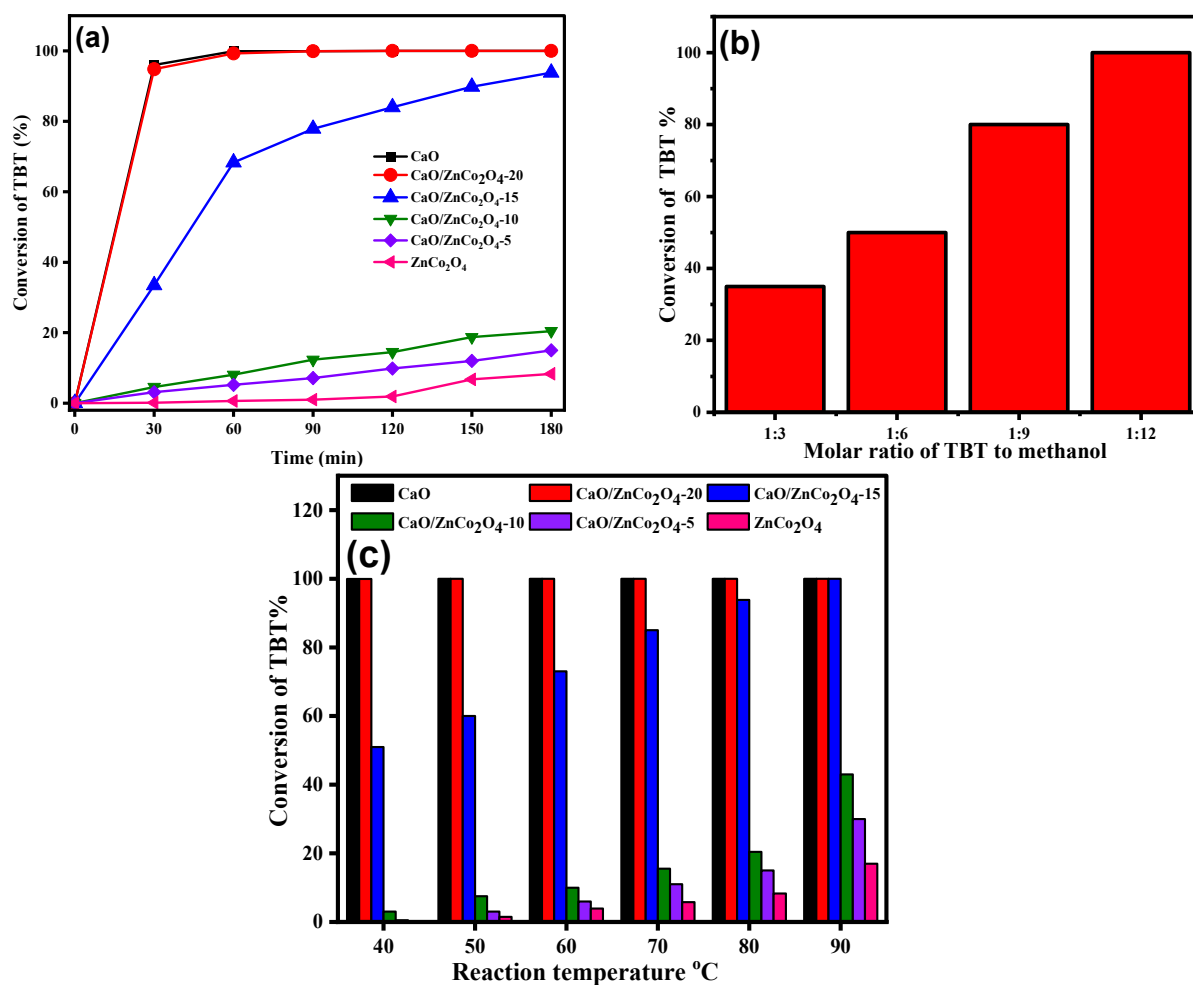 (a)
Conversion of TBT (%)
100
80
60
40
20
0
CaO
CaO/ZnCo₂O₄-20
CaO/ZnCo₂O₄-15
CaO/ZnCo₂O₄-10
CaO/ZnCo₂O₄-5
ZnCo₂O₄
0 30 60 90 120 150 180
Time (min)
(b)
Conversion of TBT %
100
80
60
40
20
0
1:3 1:6 1:9 1:12
Molar ratio of TBT to methanol
(c)
CaO CaO/ZnCo₂O₄-20 CaO/ZnCo₂O₄-15
CaO/ZnCo₂O₄-10 CaO/ZnCo₂O₄-5 ZnCo₂O₄
Conversion of TBT%
120
100
80
60
40
20
0
40 50 60 70 80 90
Reaction temperature ᵒC